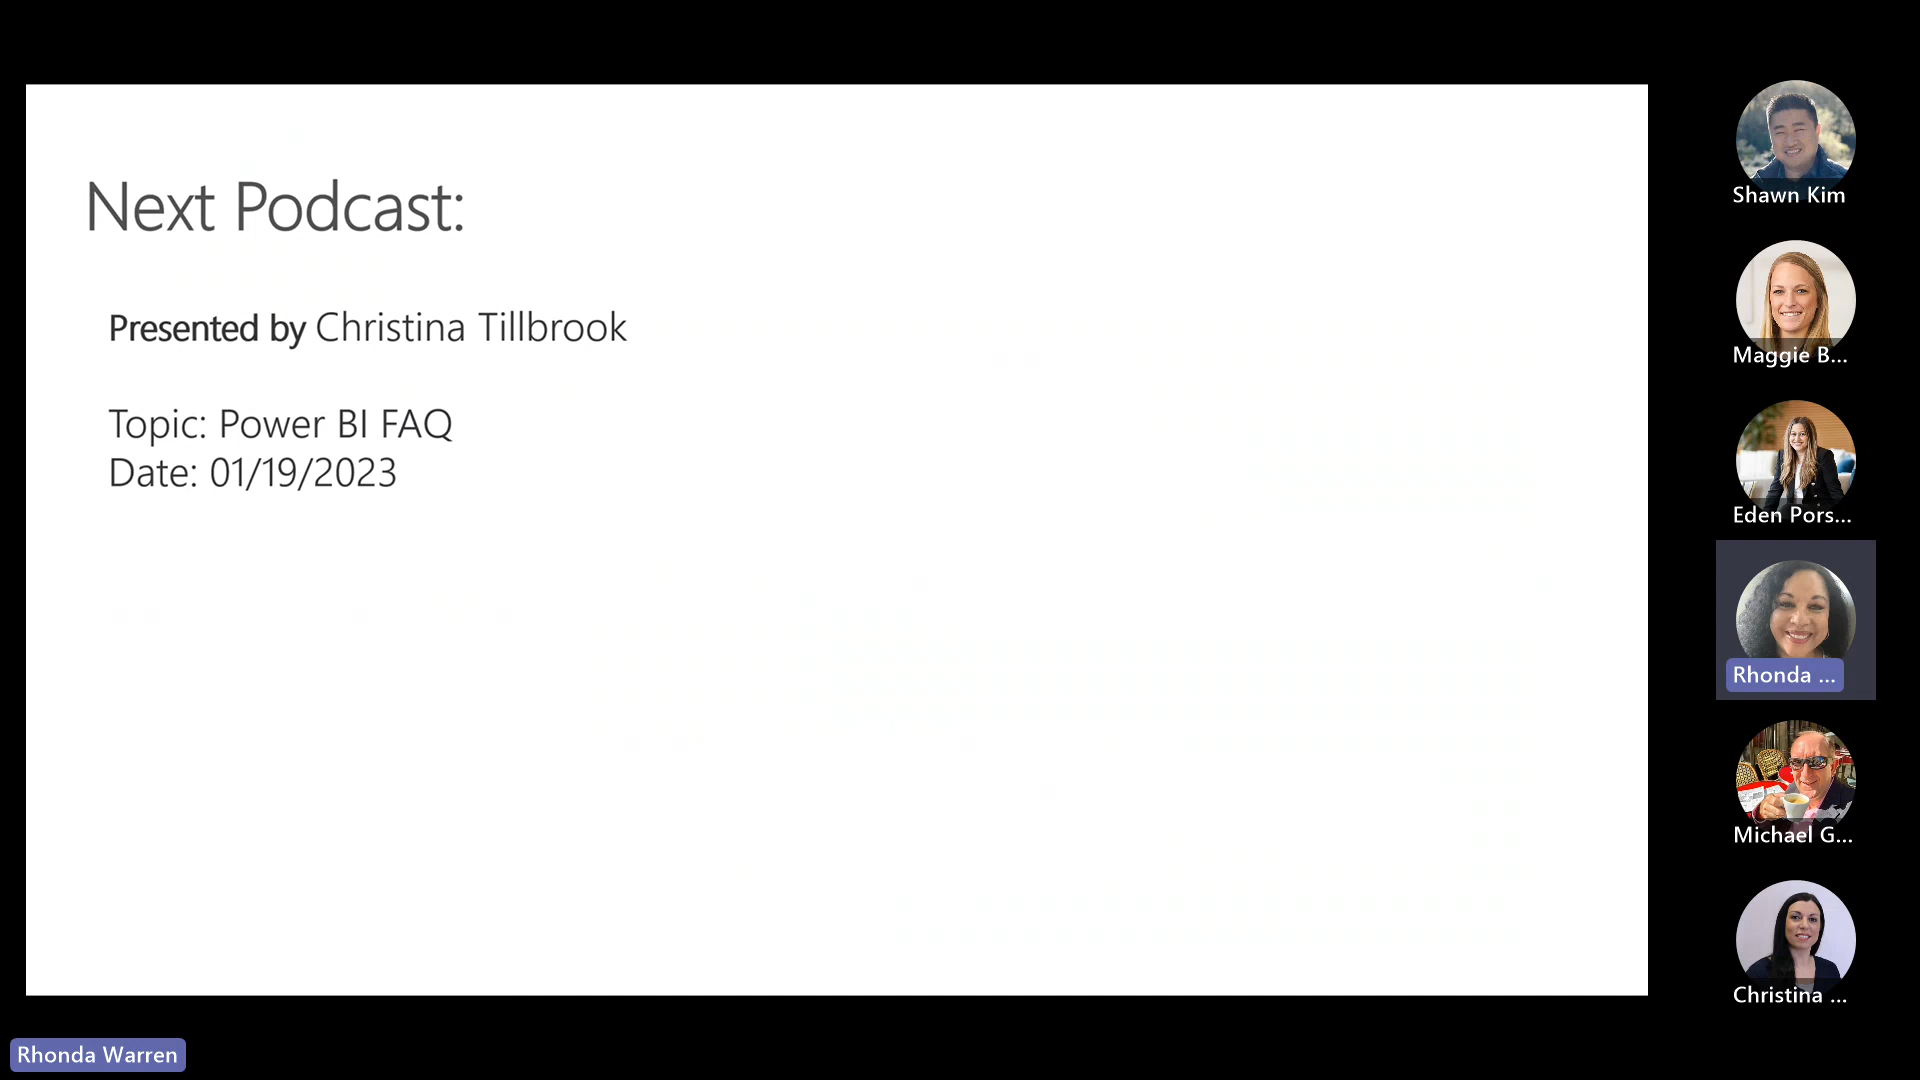 Next Podcast:
Presented by Christina Tillbrook
Topic: Power BI FAQ
Date: 01/19/2023
Shawn Kim
Maggie B...
Eden Pors...
Rhonda ...
Michael G...
Christina ...
Rhonda Warren